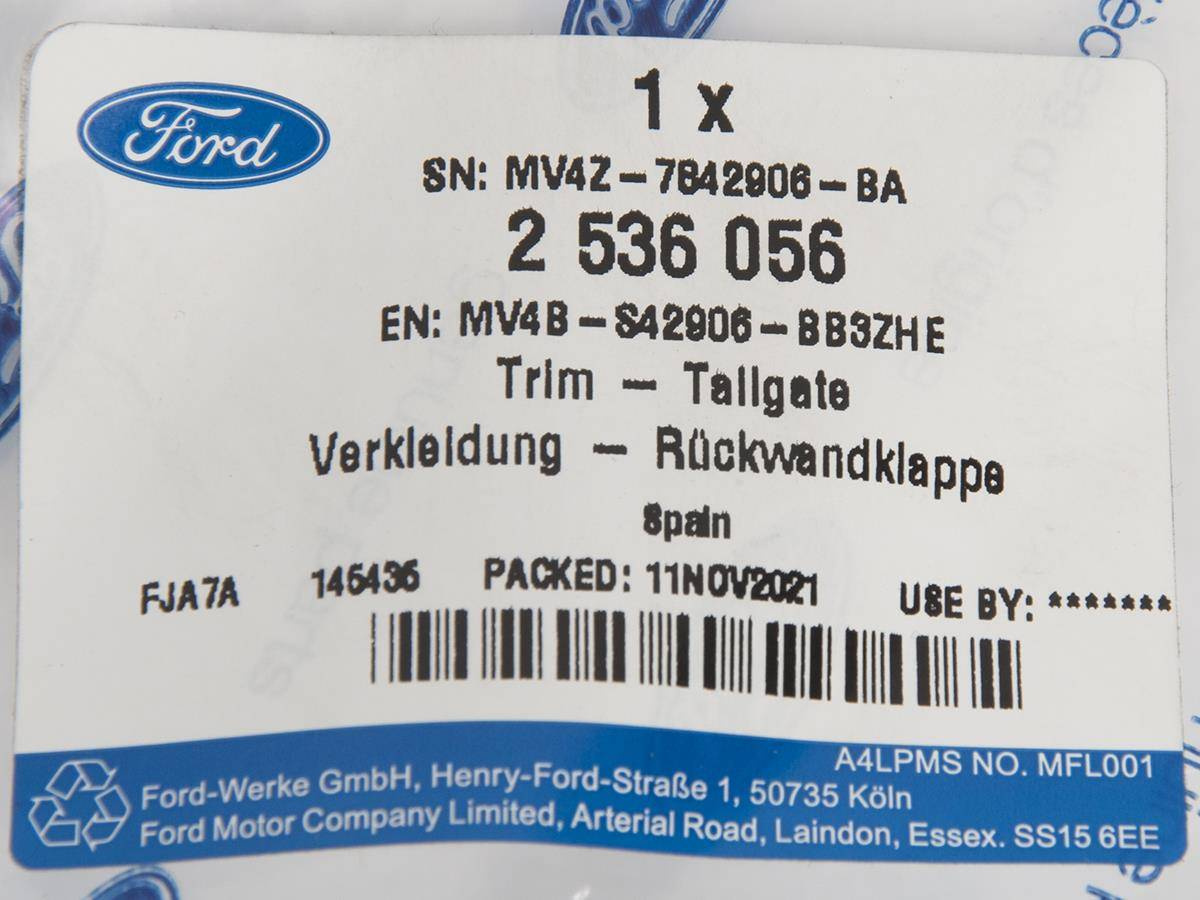 Ford
1 x
SN: MV4Z-7842906-BA
2 536 056
EN: MV4B-S42906-BB3ZHE
Trim - Tailgate
Verkleidung - Rückwandklappe
Spain
FJA7A 145436 PACKED: 11NOV2021 USE BY: *******
A4LPMS NO. MFL001
Ford-Werke GmbH, Henry-Ford-Straße 1, 50735 Köln
Ford Motor Company Limited, Arterial Road, Laindon, Essex. SS15 6EE